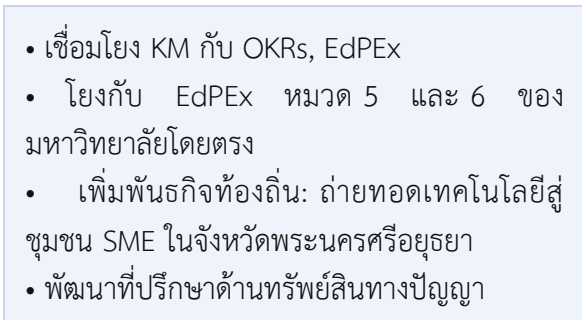 • เชื่อมโยง KM กับ OKRs, EdPEx
• โยงกับ EdPEx หมวด 5 และ 6 ของ
มหาวิทยาลัยโดยตรง
• เพิ่มพันธกิจท้องถิ่น: ถ่ายทอดเทคโนโลยีสู่
ชุมชน SME ในจังหวัดพระนครศรีอยุธยา
• พัฒนาที่ปรึกษาด้านทรัพย์สินทางปัญญา